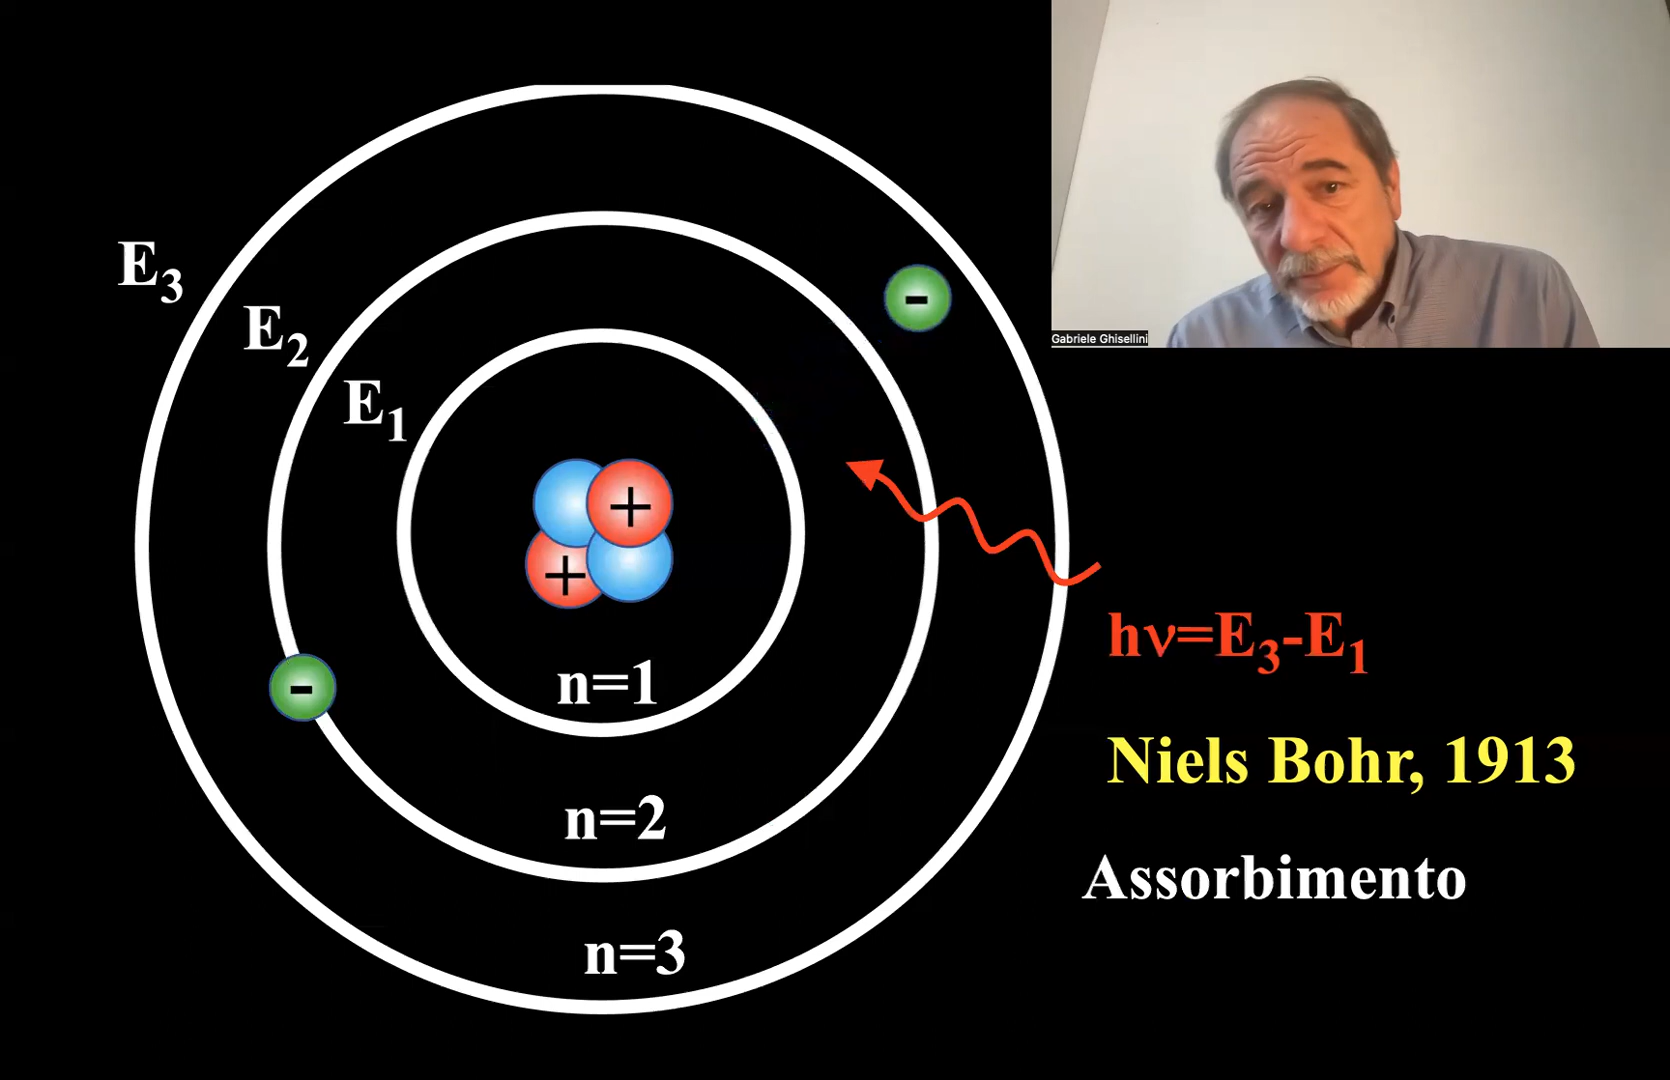 E3
E2
E1
-
+
+
-
n=1
n=2
n=3
Gabriele Ghisellini
hν=E3-E1
Niels Bohr, 1913
Assorbimento